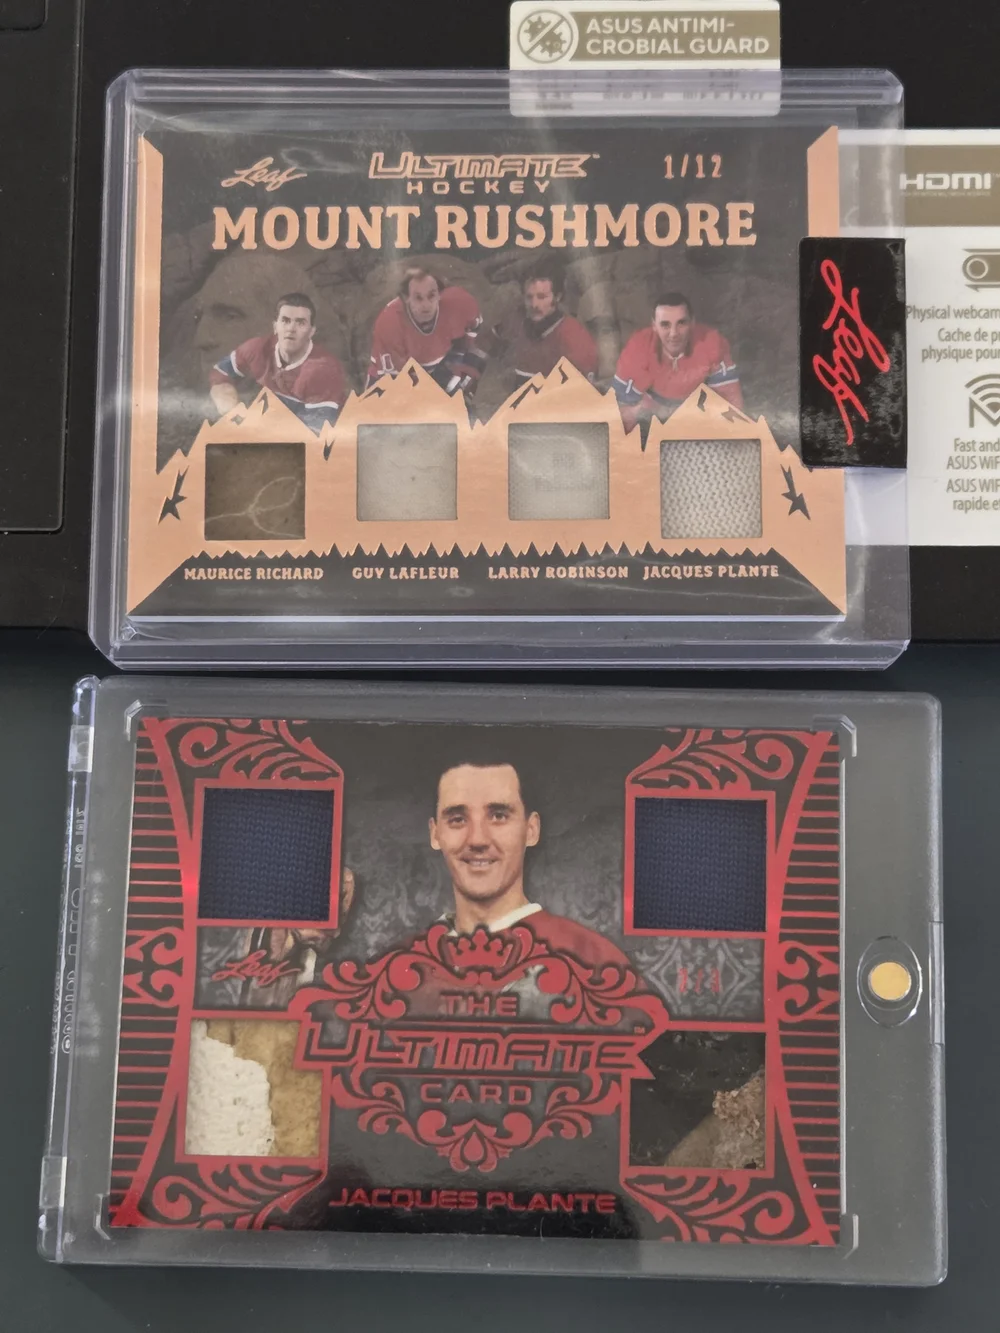 ASUS ANTIMI-
CROBIAL GUARD
Leaf
ULTIMATE
HOCKEY
1/12
MOUNT RUSHMORE
HDMI
Leaf
Physical webcam
Cache de
physique pour
Fast and
ASUS WiFi
ASUS WiFi
rapide et
MAURICE RICHARD
GUY LAFLEUR
LARRY ROBINSON
JACQUES PLANTE
Leaf
THE
ULTIMATE
CARD
JACQUES PLANTE